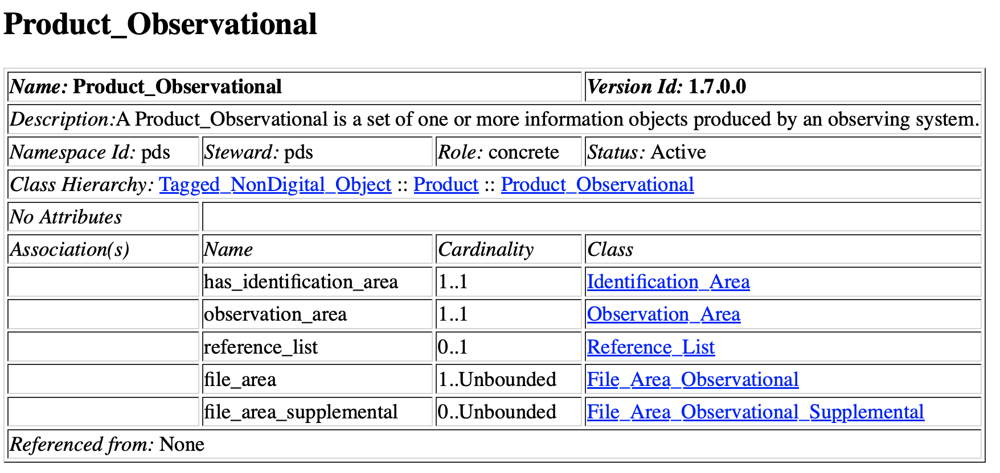 Product_Observational
Name: Product_Observational Version Id: 1.7.0.0
Description:A Product_Observational is a set of one or more information objects produced by an observing system.
Namespace Id: pds Steward: pds Role: concrete Status: Active
Class Hierarchy: Tagged_NonDigital_Object :: Product :: Product_Observational
No Attributes
Association(s) Name Cardinality Class
has_identification_area 1..1 Identification_Area
observation_area 1..1 Observation_Area
reference_list 0..1 Reference_List
file_area 1..Unbounded File_Area_Observational
file_area_supplemental 0..Unbounded File_Area_Observational_Supplemental
Referenced from: None